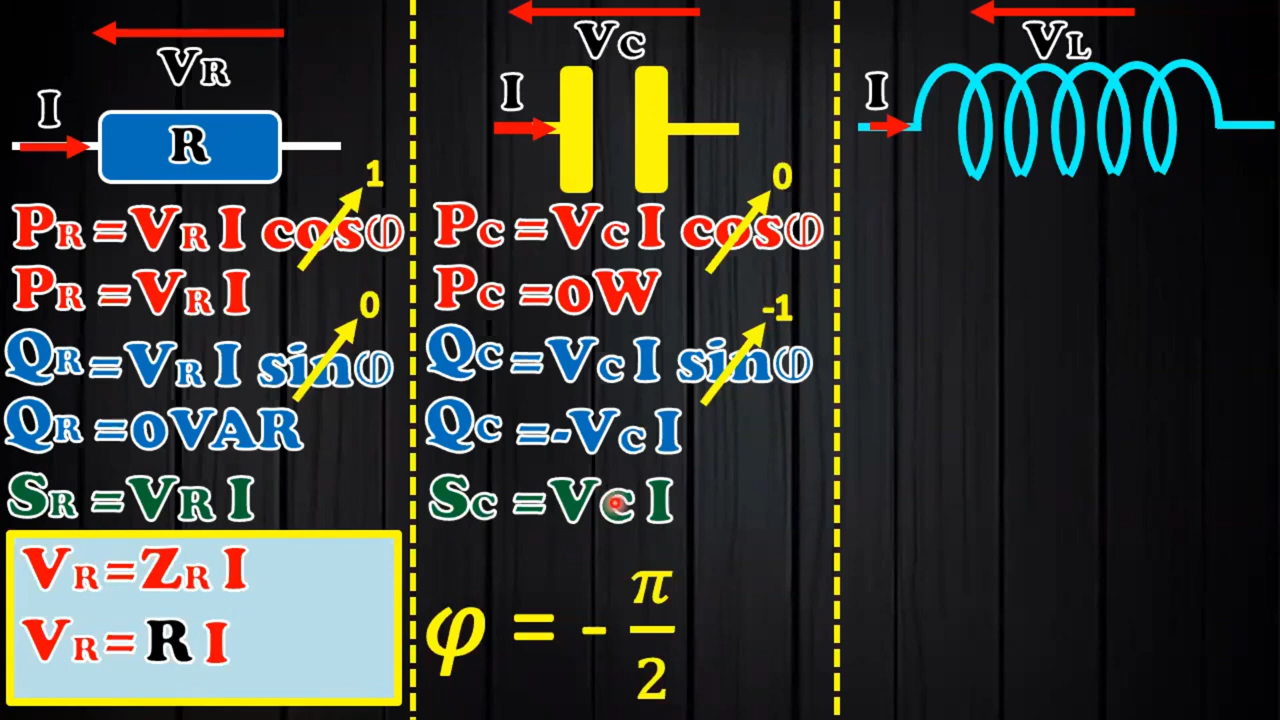 VR
I
R
1
PR =VR I cosφ
PR =VR I
0
QR =VR I sinφ
QR =0VAR
SR =VR I
VR=ZR I
VR= R I
VC
I
0
PC =VC I cosφ
PC =0W
-1
QC =VC I sinφ
QC =-VC I
SC =VC I
φ = - π/2
VL
I